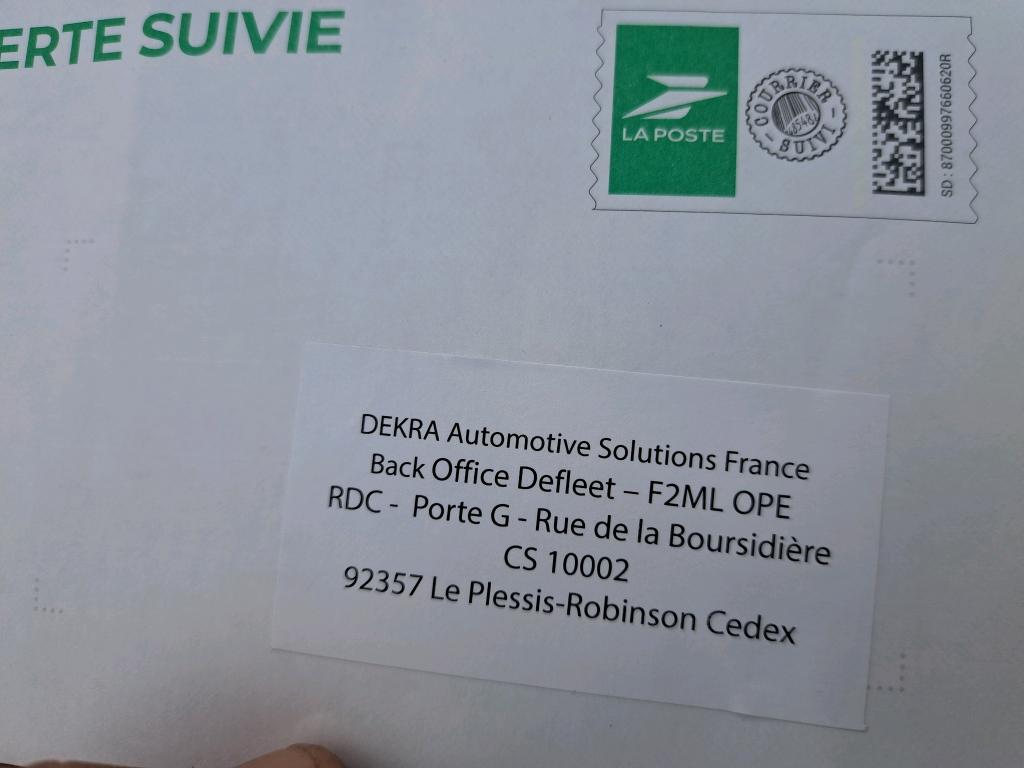 ERTE SUIVIE
LA POSTE
COURRIER
SUIVI
SD : 87000997660620R
DEKRA Automotive Solutions France
Back Office Defleet – F2ML OPE
RDC - Porte G - Rue de la Boursidière
CS 10002
92357 Le Plessis-Robinson Cedex